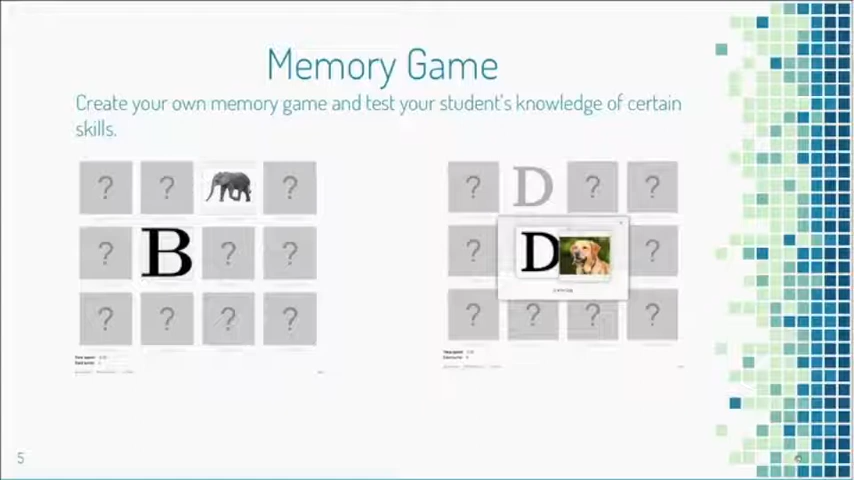 Memory Game
Create your own memory game and test your student's knowledge of certain
skills.
? ? ?
? D ? ?
? B ? ?
? D ?
? ? ? ?
? ? ? ?
5